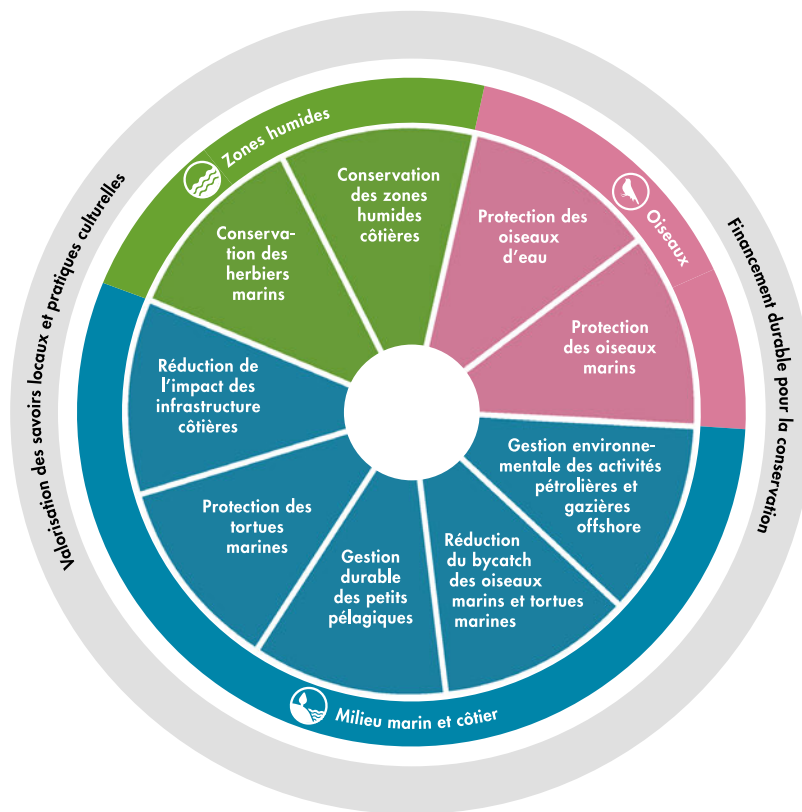 Valorisation des savoirs locaux et pratiques culturelles
Financement durable pour la conservation
Zones humides
Oiseaux
Milieu marin et côtier
Conservation
des zones
humides
côtières
Protection des
oiseaux
d'eau
Protection
des oiseaux
marins
Gestion environne-
mentale des activités
pétrolières et
gazières
offshore
Réduction
du bycatch
des oiseaux
marins et tortues
marines
Gestion
durable
des petits
pélagiques
Protection des
tortues
marines
Réduction de
l'impact des
infrastructure
côtières
Conserva-
tion des
herbiers
marins